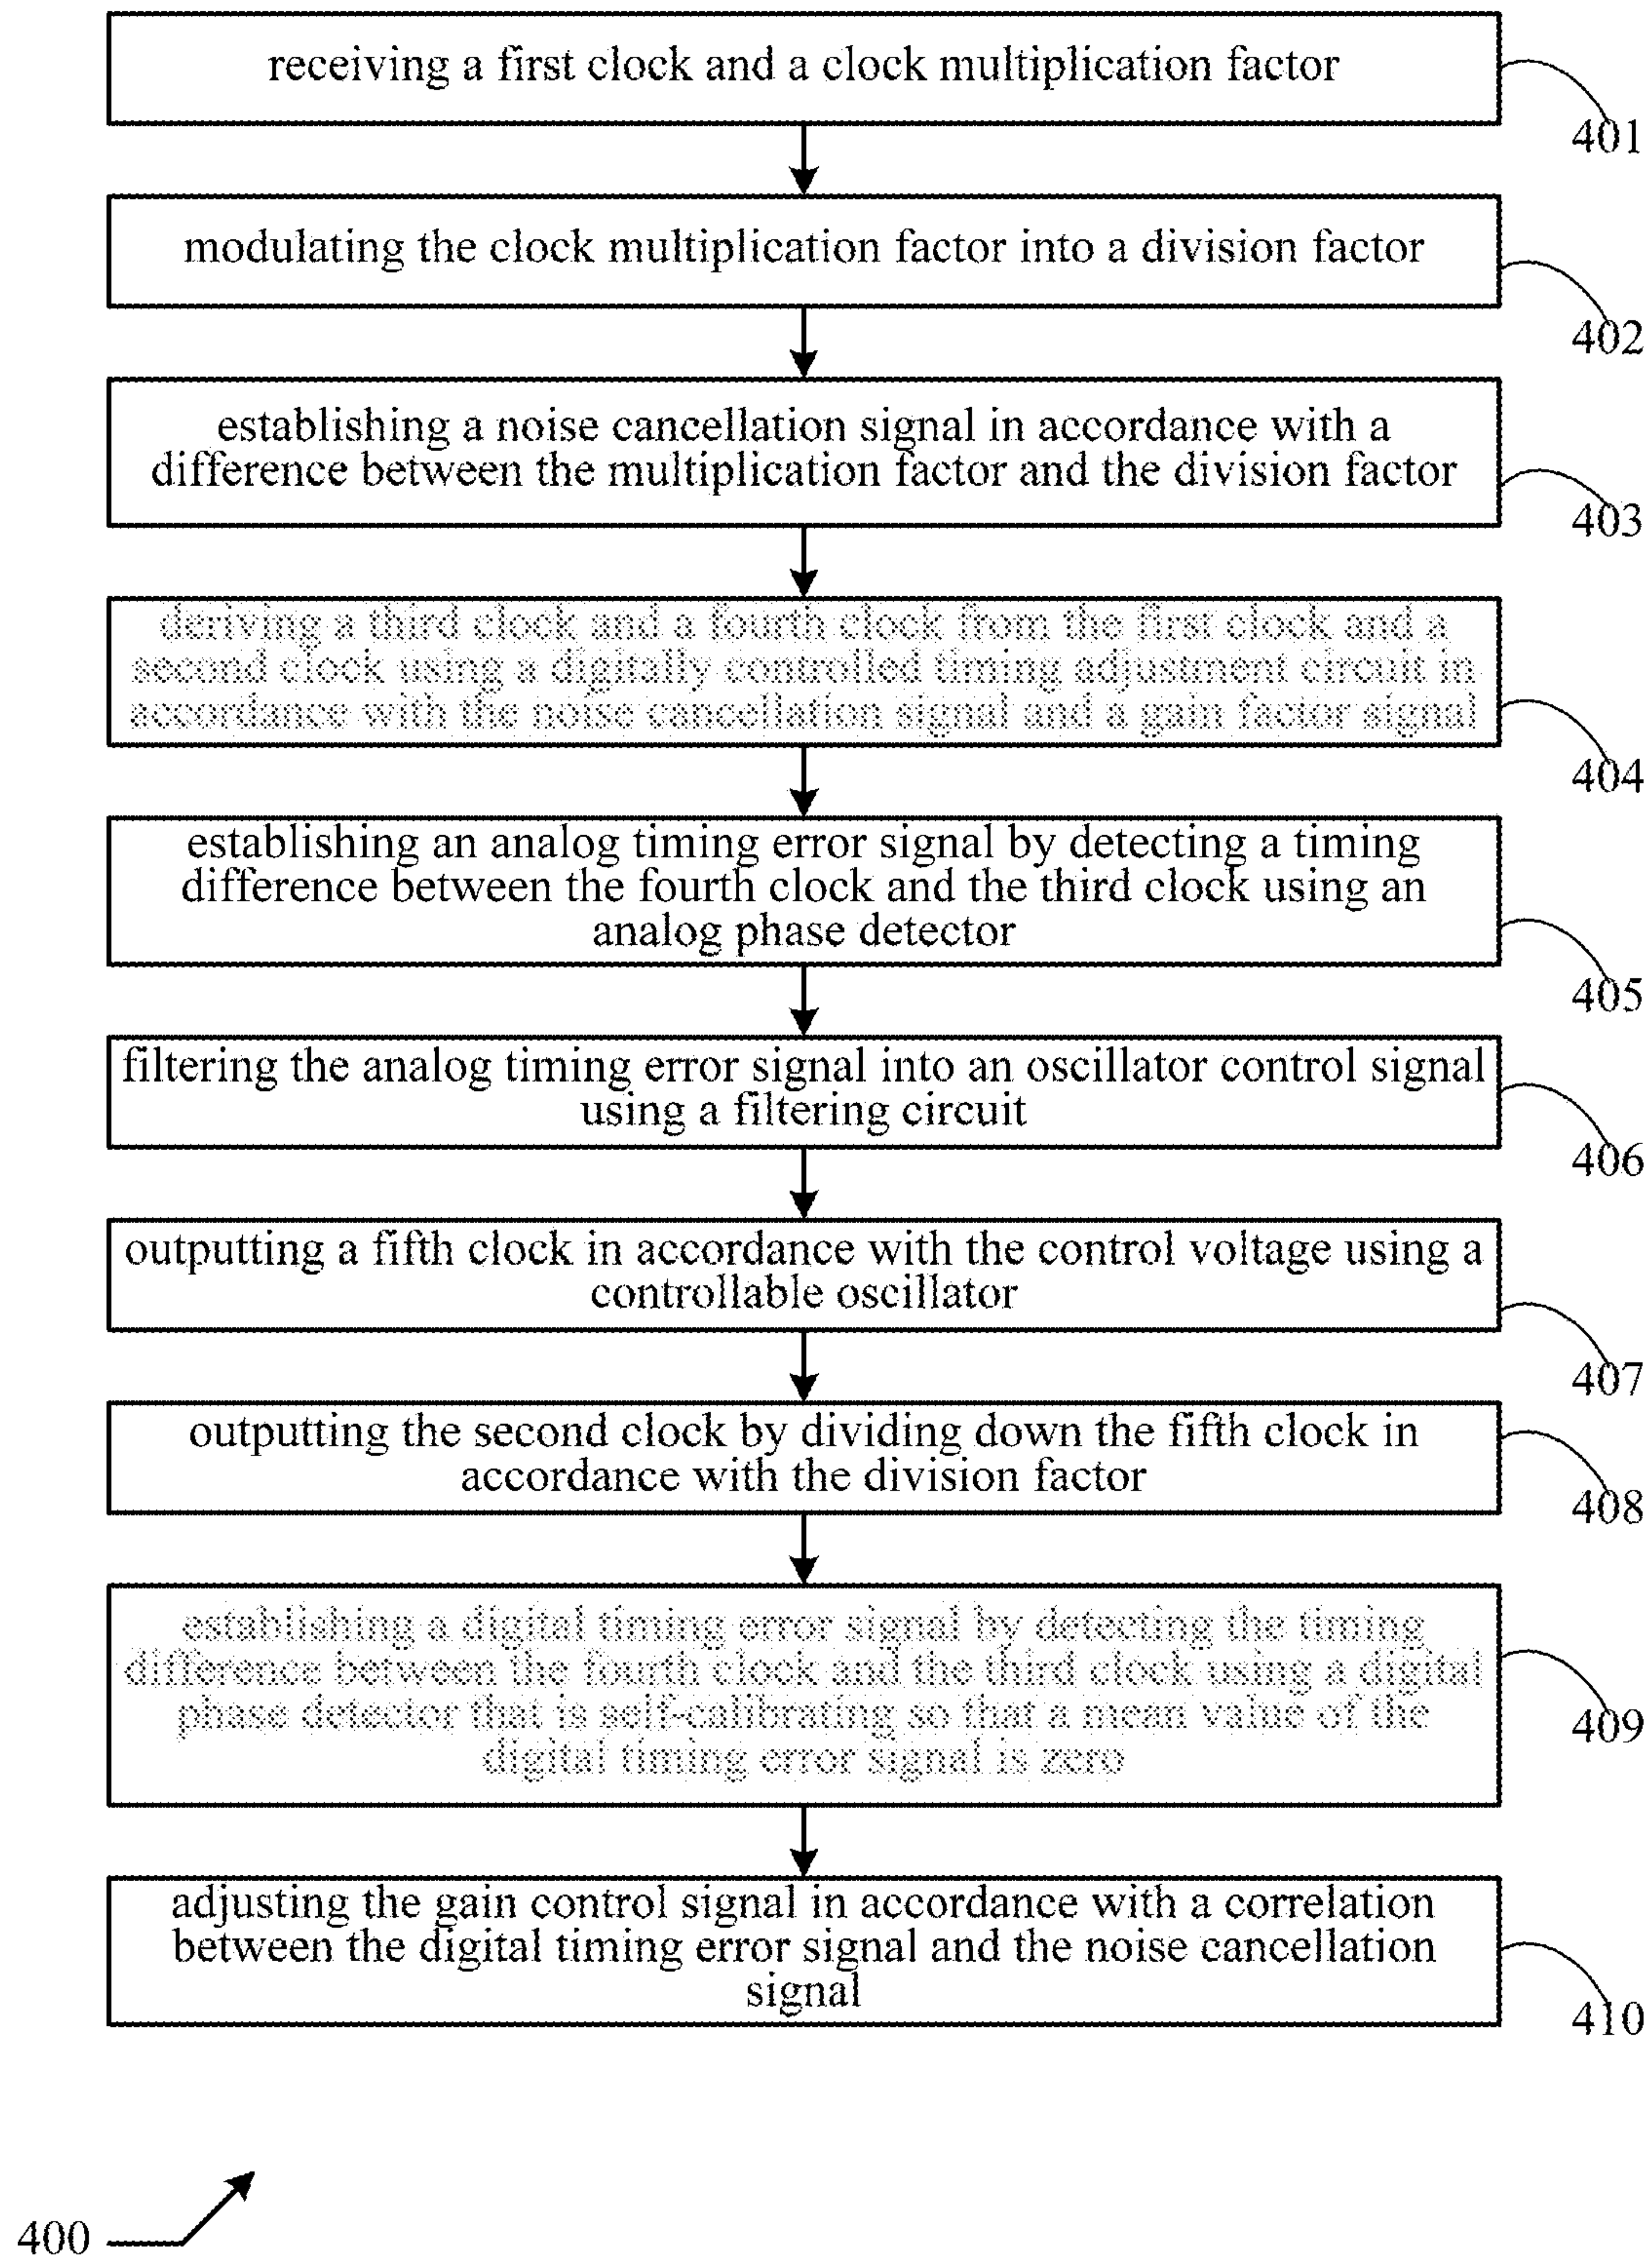 receiving a first clock and a clock multiplication factor
401
modulating the clock multiplication factor into a division factor
402
establishing a noise cancellation signal in accordance with a
difference between the multiplication factor and the division factor
403
deriving a third clock and a fourth clock from the first clock and a
second clock using a digitally controlled timing adjustment circuit in
accordance with the noise cancellation signal and a gain factor signal
404
establishing an analog timing error signal by detecting a timing
difference between the fourth clock and the third clock using an
analog phase detector
405
filtering the analog timing error signal into an oscillator control signal
using a filtering circuit
406
outputting a fifth clock in accordance with the control voltage using a
controllable oscillator
407
outputting the second clock by dividing down the fifth clock in
accordance with the division factor
408
establishing a digital timing error signal by detecting the timing
difference between the fourth clock and the third clock using a digital
phase detector that is self-calibrating so that a mean value of the
digital timing error signal is zero
409
adjusting the gain control signal in accordance with a correlation
between the digital timing error signal and the noise cancellation
signal
410
400